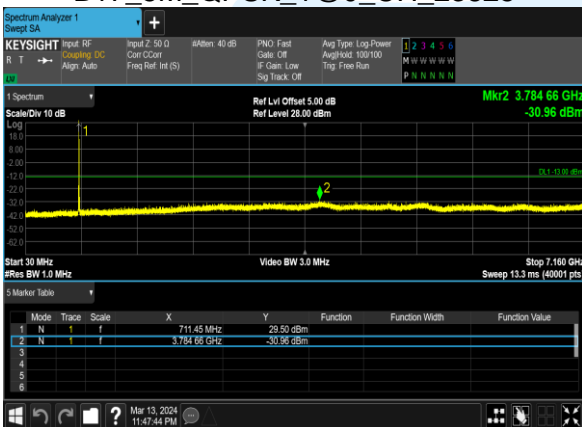 Spectrum Analyzer 1
Swept SA
+
KEYSIGHT
R T
LV
Input: RF
Coupling: DC
Align: Auto
Input Z: 50 Ω
Corr CCorr
Freq Ref: Int (S)
#Atten: 40 dB
PNO: Fast
Gate: Off
IF Gain: Low
Sig Track: Off
Avg Type: Log-Power
Avg|Hold: 100/100
Trig: Free Run
1 2 3 4 5 6
M W W W W W
P N N N N N
1 Spectrum
Scale/Div 10 dB
Ref Lvl Offset 5.00 dB
Ref Level 28.00 dBm
Mkr2 3.784 66 GHz
-30.96 dBm
Log
18.0
8.00
-2.00
-12.0
-22.0
-32.0
-42.0
-52.0
-62.0
1
2
DL1 -13.00 dBm
Start 30 MHz
#Res BW 1.0 MHz
Video BW 3.0 MHz
Stop 7.160 GHz
Sweep 13.3 ms (40001 pts)
5 Marker Table
Mode Trace Scale X Y Function Function Width Function Value
1 N 1 f 711.45 MHz 29.50 dBm
2 N 1 f 3.784 66 GHz -30.96 dBm
3
4
5
6
?
Mar 13, 2024
11:47:44 PM